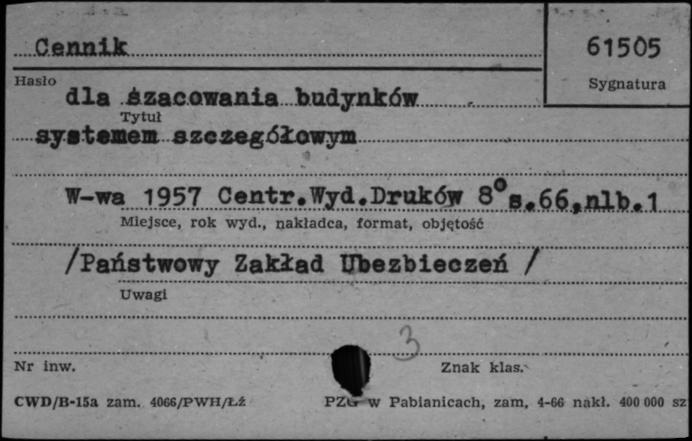 Cennik
61505
Hasło
Sygnatura
dla szacowania budynków
Tytuł
systemem szczegółowym
W-wa 1957 Centr.Wyd.Druków 8° s.66,nlb.1
Miejsce, rok wyd., nakładca, format, objętość
/Państwowy Zakład Ubezbieczeń /
Uwagi
3
Nr inw.
Znak klas.
CWD/B-15a zam. 4066/PWH/Łź
PZG w Pabianicach, zam. 4-66 nakł. 400 000 sz